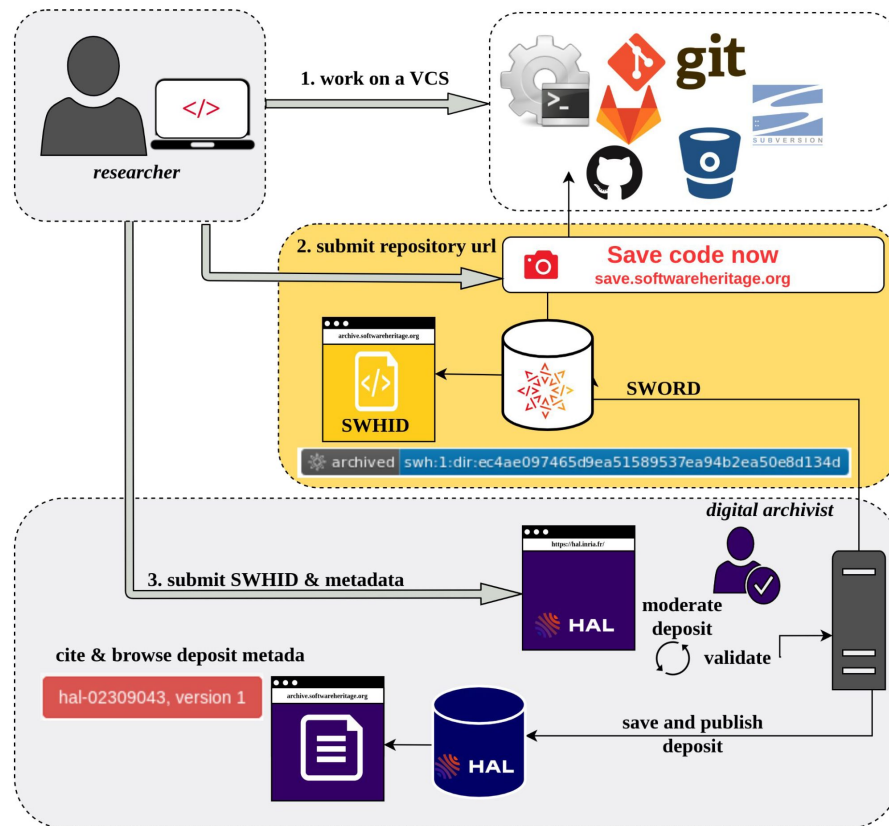 1. work on a VCS
</>
researcher
git
SUBVERSION
2. submit repository url
Save code now
save.softwareheritage.org
archive.softwareheritage.org
</>
SWHID
SWORD
archived swh:1:dir:ec4ae097465d9ea51589537ea94b2ea50e8d134d
digital archivist
https://hal.inria.fr/
3. submit SWHID & metadata
HAL
moderate
deposit
validate
cite & browse deposit metada
hal-02309043, version 1
archive.softwareheritage.org
HAL
save and publish
deposit